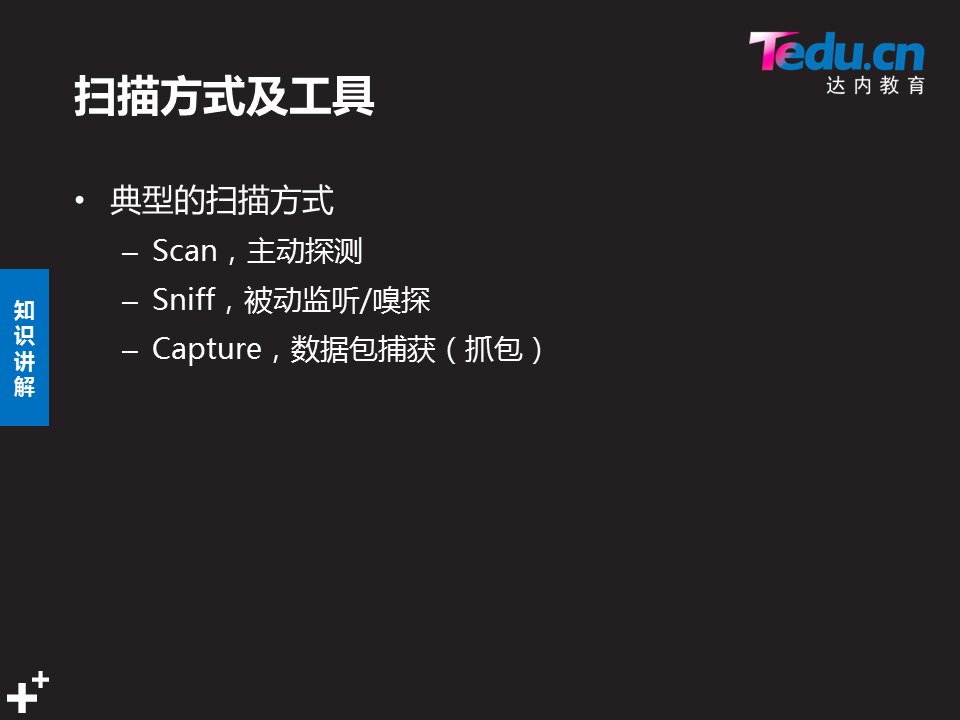 Tedu.cn
达内教育
扫描方式及工具
• 典型的扫描方式
– Scan，主动探测
– Sniff，被动监听/嗅探
– Capture，数据包捕获（抓包）
知识讲解